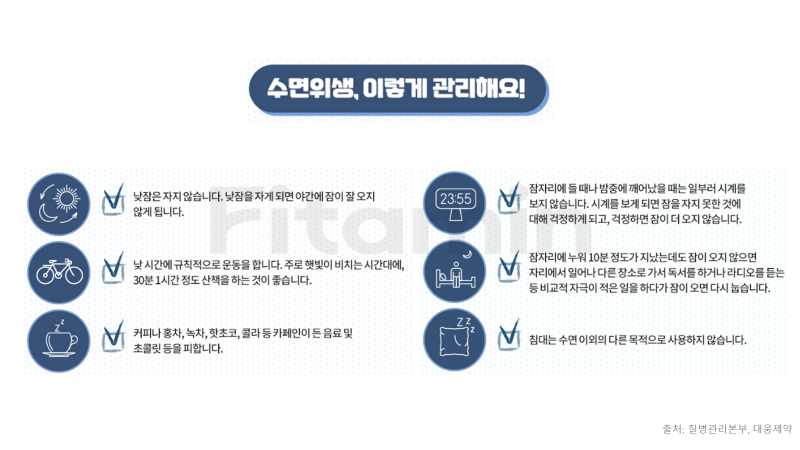 수면위생, 이렇게 관리해요!
낮잠은 자지 않습니다. 낮잠을 자게 되면 야간에 잠이 잘 오지
않게 됩니다.
낮 시간에 규칙적으로 운동을 합니다. 주로 햇빛이 비치는 시간대에,
30분 1시간 정도 산책을 하는 것이 좋습니다.
커피나 홍차, 녹차, 핫초코, 콜라 등 카페인이 든 음료 및
초콜릿 등을 피합니다.
23:55
잠자리에 들 때나 밤중에 깨어났을 때는 일부러 시계를
보지 않습니다. 시계를 보게 되면 잠을 자지 못한 것에
대해 걱정하게 되고, 걱정하면 잠이 더 오지 않습니다.
잠자리에 누워 10분 정도가 지났는데도 잠이 오지 않으면
자리에서 일어나 다른 장소로 가서 독서를 하거나 라디오를 듣는
등 비교적 자극이 적은 일을 하다가 잠이 오면 다시 눕습니다.
침대는 수면 이외의 다른 목적으로 사용하지 않습니다.
Fitamin
z z
z z z
출처: 질병관리본부, 대웅제약